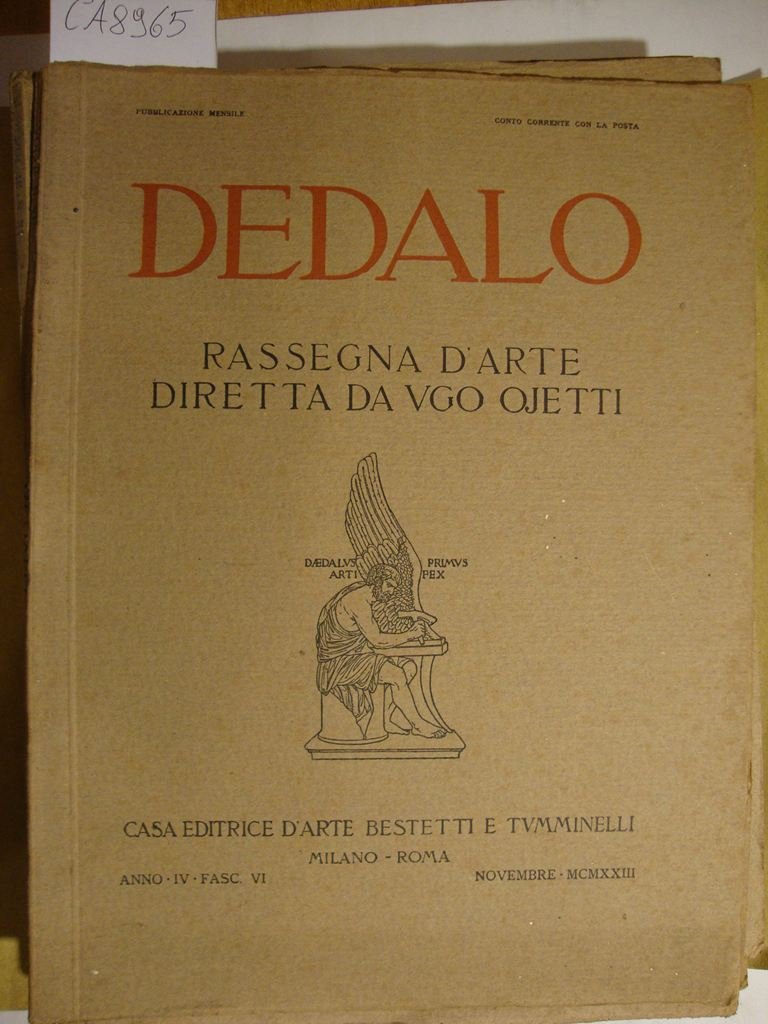 CA8965
PUBBLICAZIONE MENSILE
CONTO CORRENTE CON LA POSTA
DEDALO
RASSEGNA D'ARTE
DIRETTA DA VGO OJETTI
DÆDALVS PRIMVS
ARTI PEX
CASA EDITRICE D'ARTE BESTETTI E TVMMINELLI
MILANO - ROMA
ANNO · IV · FASC. VI
NOVEMBRE · MCMXXIII